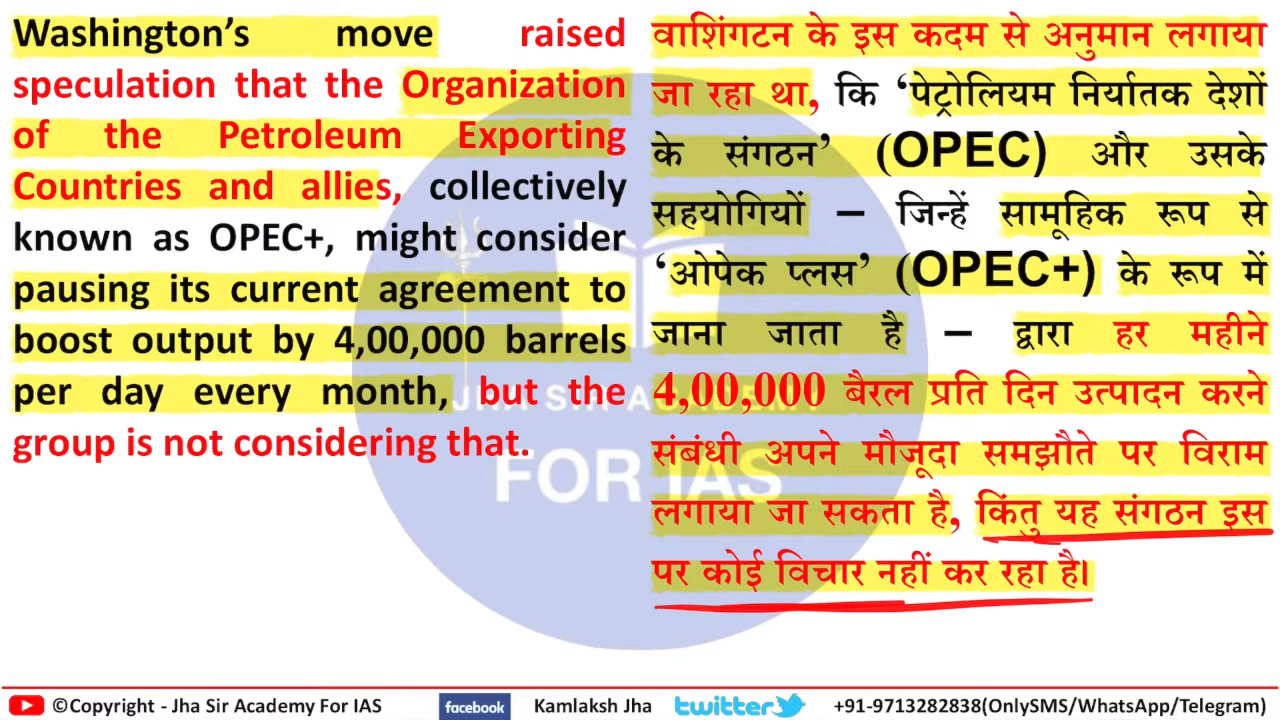 Washington's move raised
speculation that the Organization
of the Petroleum Exporting
Countries and allies, collectively
known as OPEC+, might consider
pausing its current agreement to
boost output by 4,00,000 barrels
per day every month, but the
group is not considering that.
वाशिंगटन के इस कदम से अनुमान लगाया
जा रहा था, कि 'पेट्रोलियम निर्यातक देशों
के संगठन' (OPEC) और उसके
सहयोगियों – जिन्हें सामूहिक रूप से
'ओपेक प्लस' (OPEC+) के रूप में
जाना जाता है – द्वारा हर महीने
4,00,000 बैरल प्रति दिन उत्पादन करने
संबंधी अपने मौजूदा समझौते पर विराम
लगाया जा सकता है, किंतु यह संगठन इस
पर कोई विचार नहीं कर रहा है।
JHA SIR ACADEMY
FOR IAS
©Copyright - Jha Sir Academy For IAS facebook Kamlaksh Jha twitter +91-9713282838(OnlySMS/WhatsApp/Telegram)